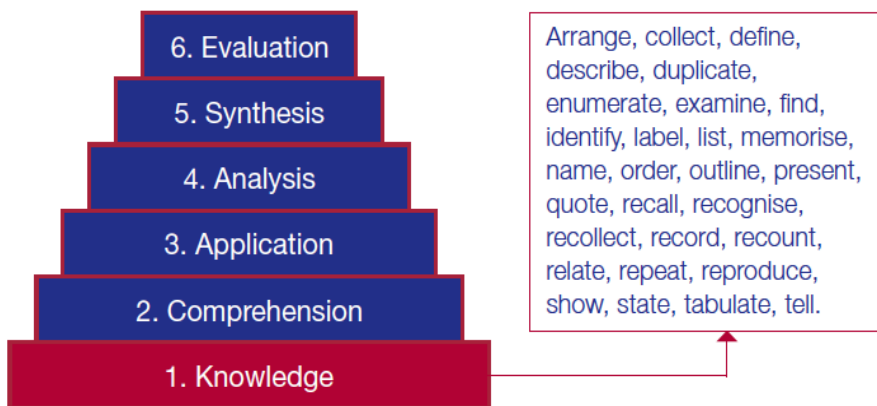 6. Evaluation
5. Synthesis
4. Analysis
3. Application
2. Comprehension
1. Knowledge
Arrange, collect, define,
describe, duplicate,
enumerate, examine, find,
identify, label, list, memorise,
name, order, outline, present,
quote, recall, recognise,
recollect, record, recount,
relate, repeat, reproduce,
show, state, tabulate, tell.